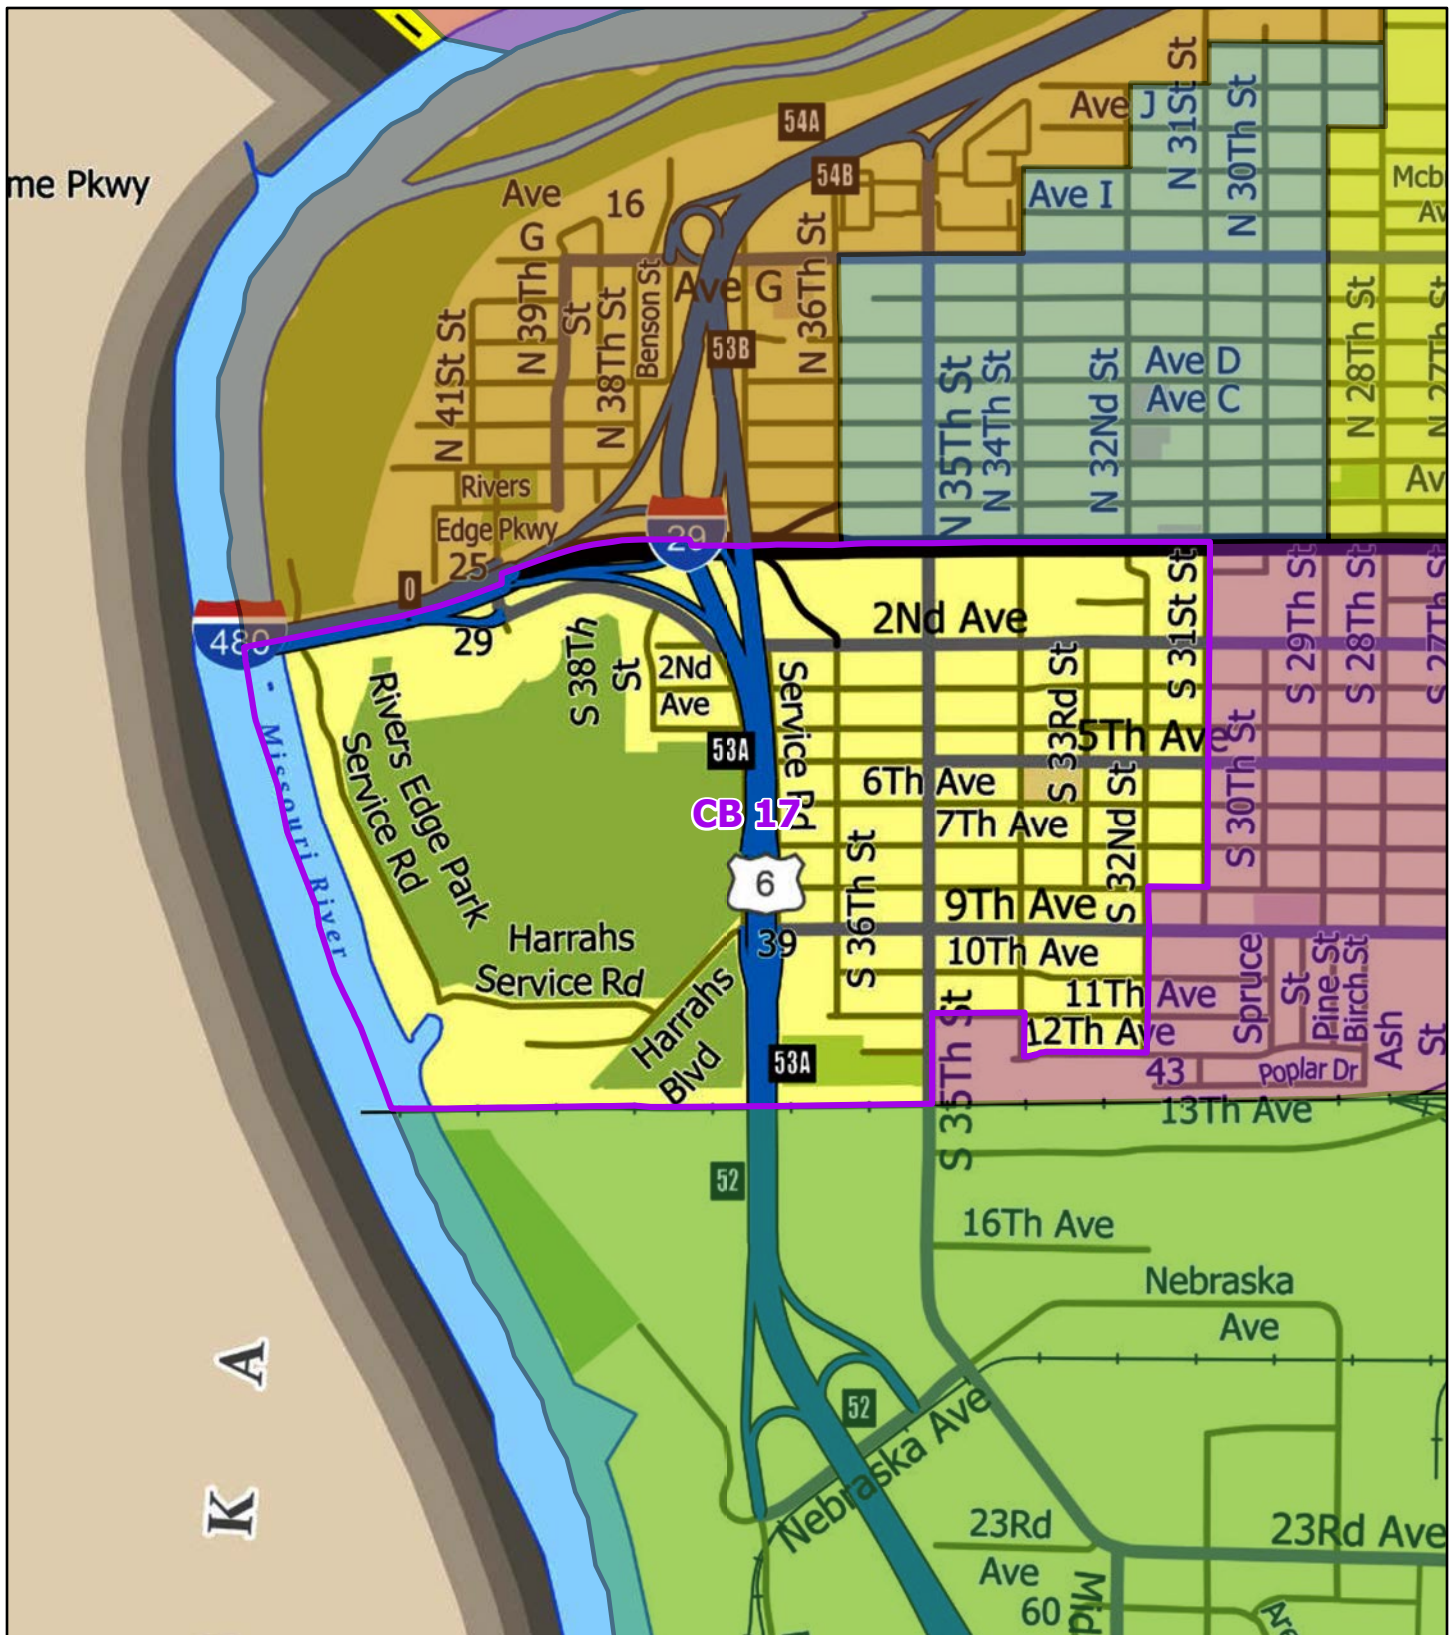 54A
Ave J
N 31St St
N 30Th St
me Pkwy
54B
Mcb
Ave
G
16
Ave I
Av
N 36Th St
Ave G
N 39Th
St
N 38Th St
Benson St
N 41St St
53B
N 35Th St
N 34Th St
N 32Nd St
Ave D
Ave C
N 28Th St
N 27Th St
Rivers
Edge Pkwy
Av
25
29
0
480
29
2Nd Ave
S 31St St
S 29Th St
S 28Th St
S 27Th St
S 38Th
St
2Nd
Ave
Service Rd
S 33Rd St
5Th Ave
S 30Th St
Rivers Edge Park
Service Rd
Missouri River
53A
6Th Ave
CB 17
7Th Ave
S 32Nd St
S 36Th St
6
9Th Ave
39
Harrahs
Service Rd
10Th Ave
Harrahs
Blvd
11Th Ave
12Th Ave
Spruce
St
Pine St
Birch St
Ash
St
53A
S 35Th St
43
Poplar Dr
13Th Ave
52
16Th Ave
Nebraska
Ave
A
52
Nebraska Ave
K
23Rd
Ave
23Rd Ave
60
Mid
Are